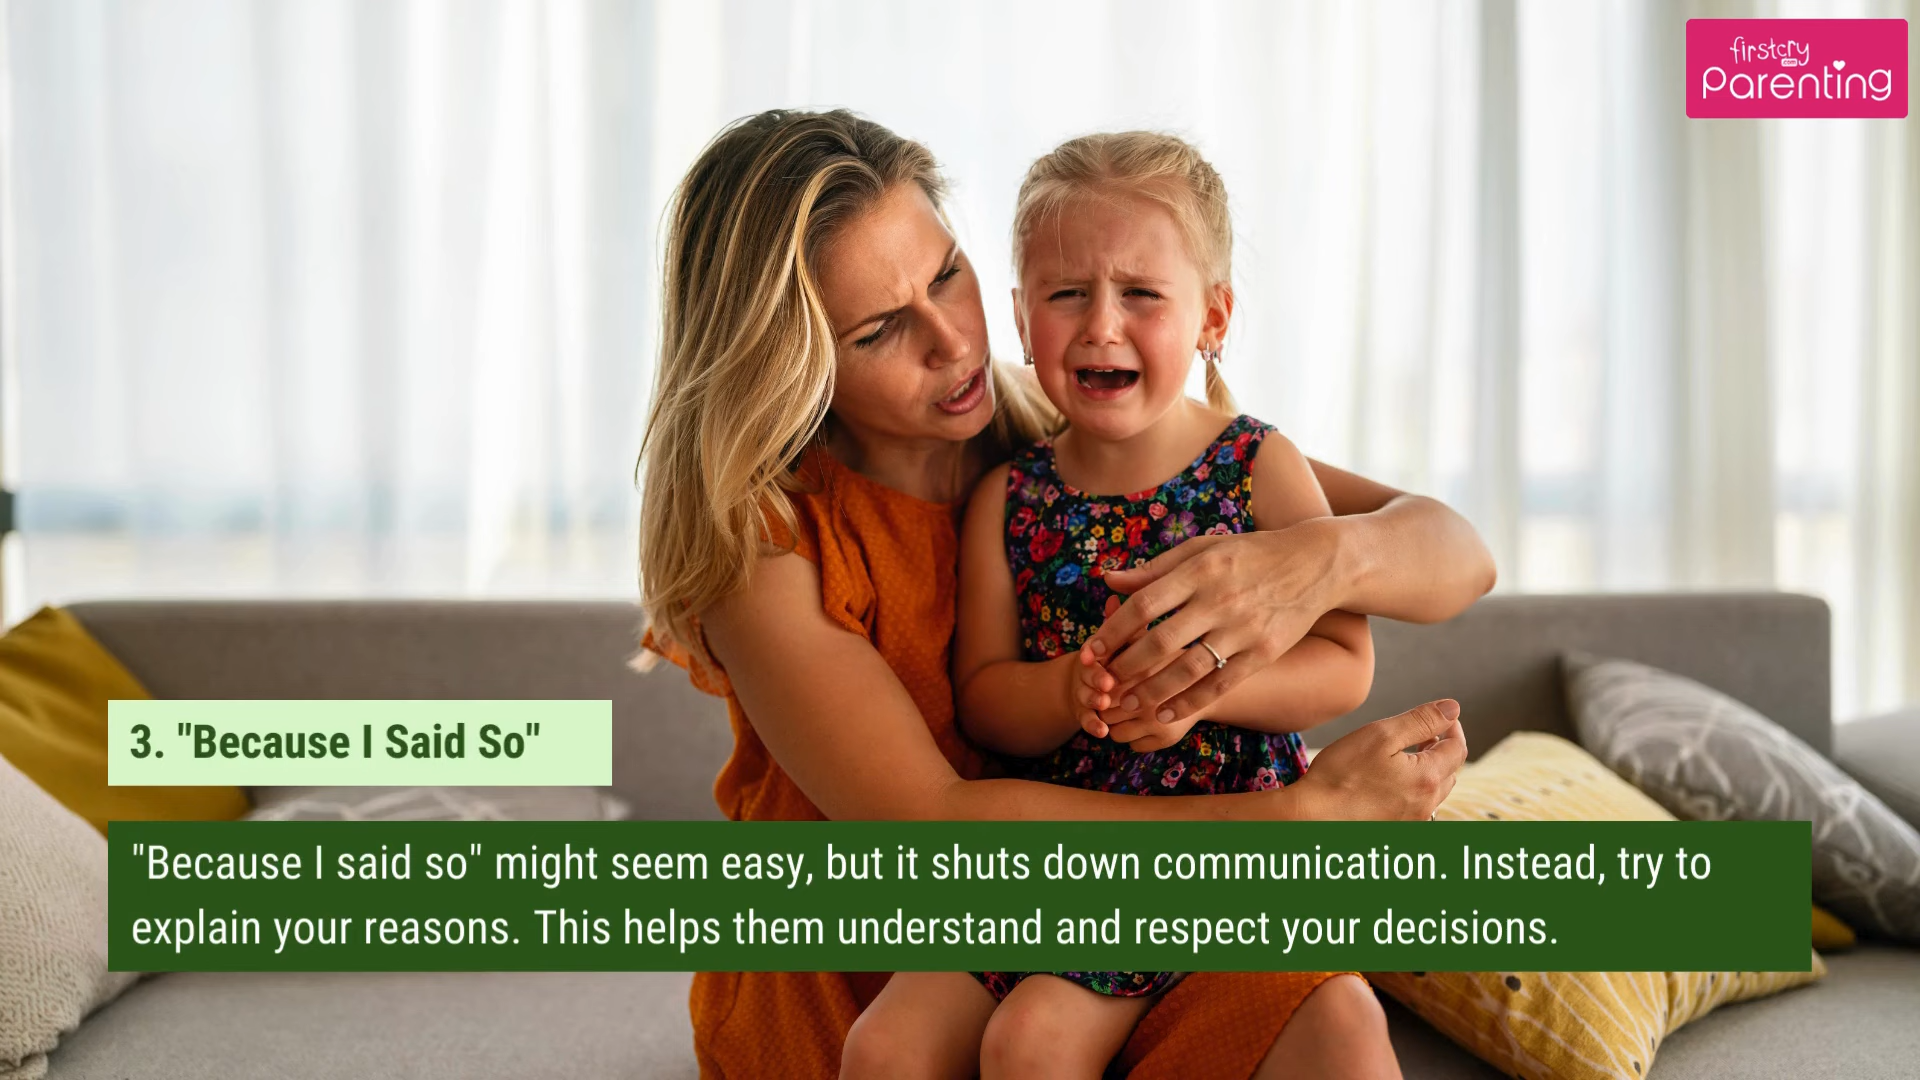 firstcry
.com
Parenting
3. "Because I Said So"
"Because I said so" might seem easy, but it shuts down communication. Instead, try to
explain your reasons. This helps them understand and respect your decisions.